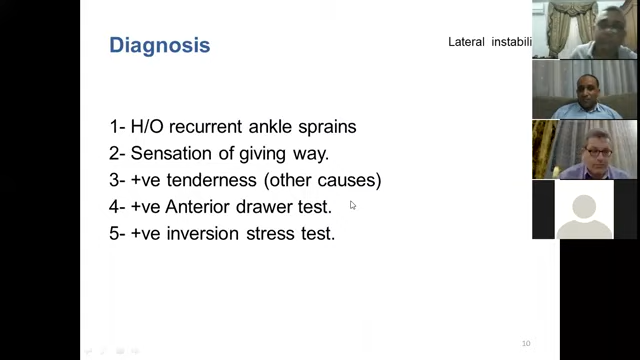 Diagnosis
Lateral instabili
1- H/O recurrent ankle sprains
2- Sensation of giving way.
3- +ve tenderness (other causes)
4- +ve Anterior drawer test.
5- +ve inversion stress test.
10